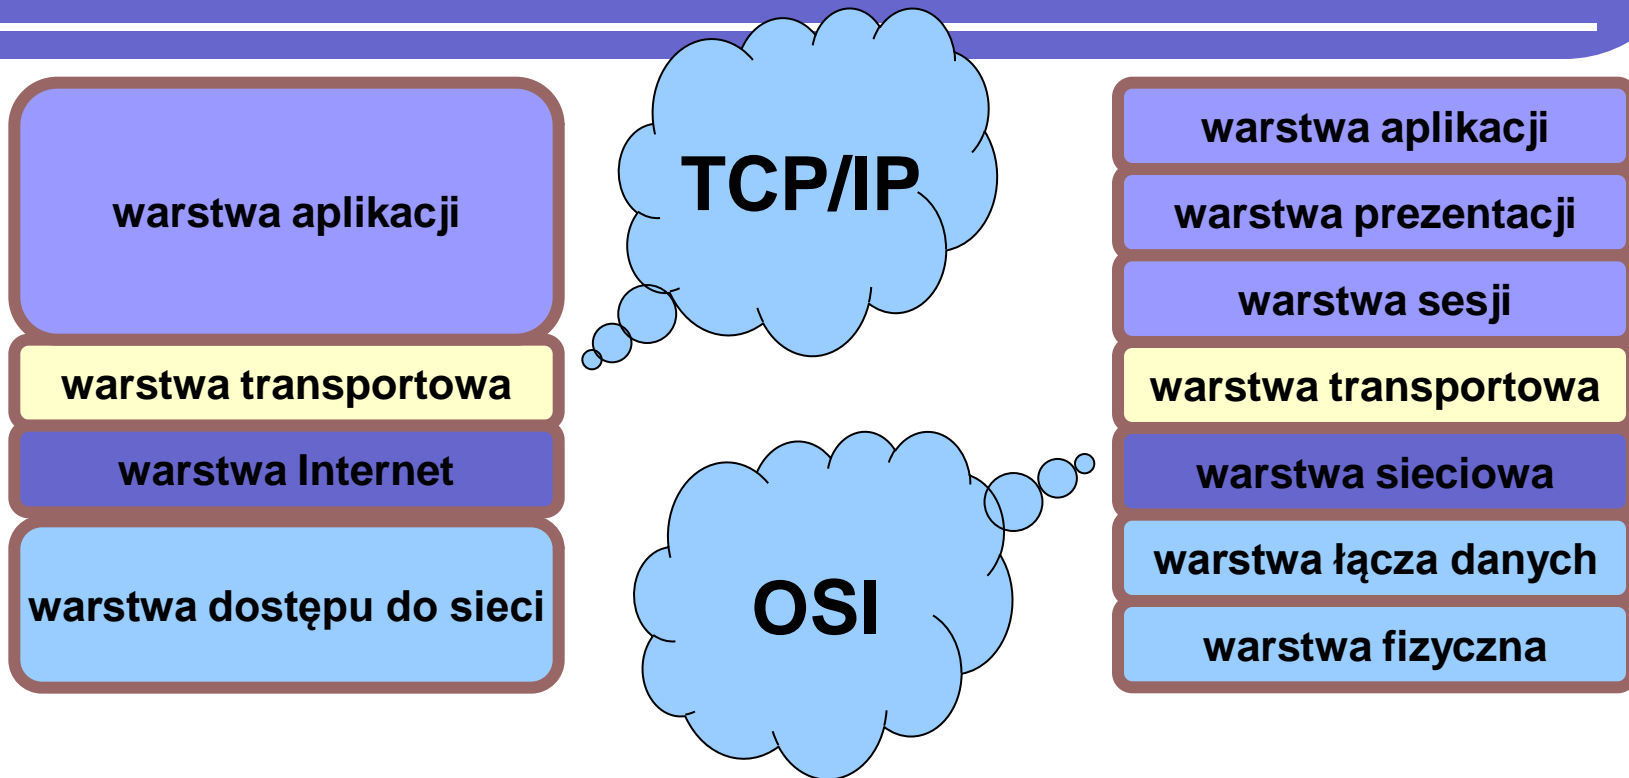 warstwa aplikacji
warstwa transportowa
warstwa Internet
warstwa dostępu do sieci
TCP/IP
OSI
warstwa aplikacji
warstwa prezentacji
warstwa sesji
warstwa transportowa
warstwa sieciowa
warstwa łącza danych
warstwa fizyczna